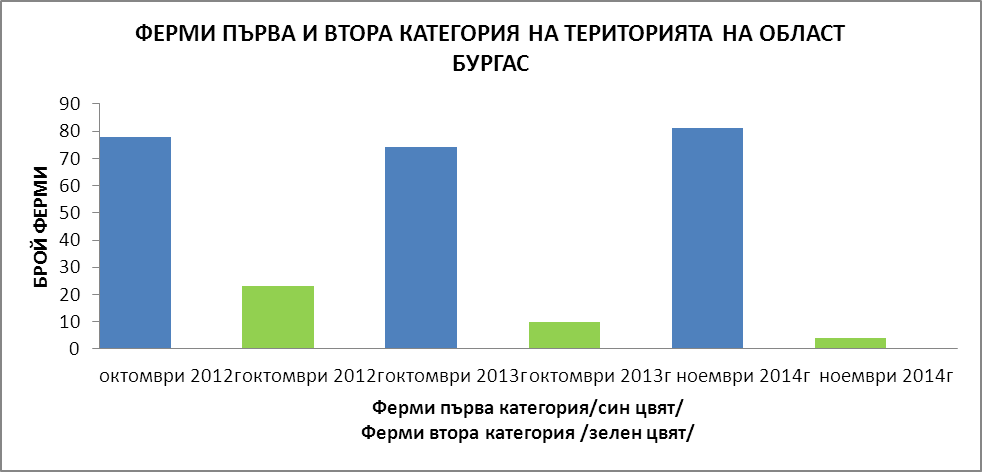 ФЕРМИ ПЪРВА И ВТОРА КАТЕГОРИЯ НА ТЕРИТОРИЯТА НА ОБЛАСТ
БУРГАС
БРОЙ ФЕРМИ
90
80
70
60
50
40
30
20
10
0
октомври 2012г октомври 2012г октомври 2013г октомври 2013г ноември 2014г ноември 2014г
Ферми първа категория/син цвят/
Ферми втора категория /зелен цвят/